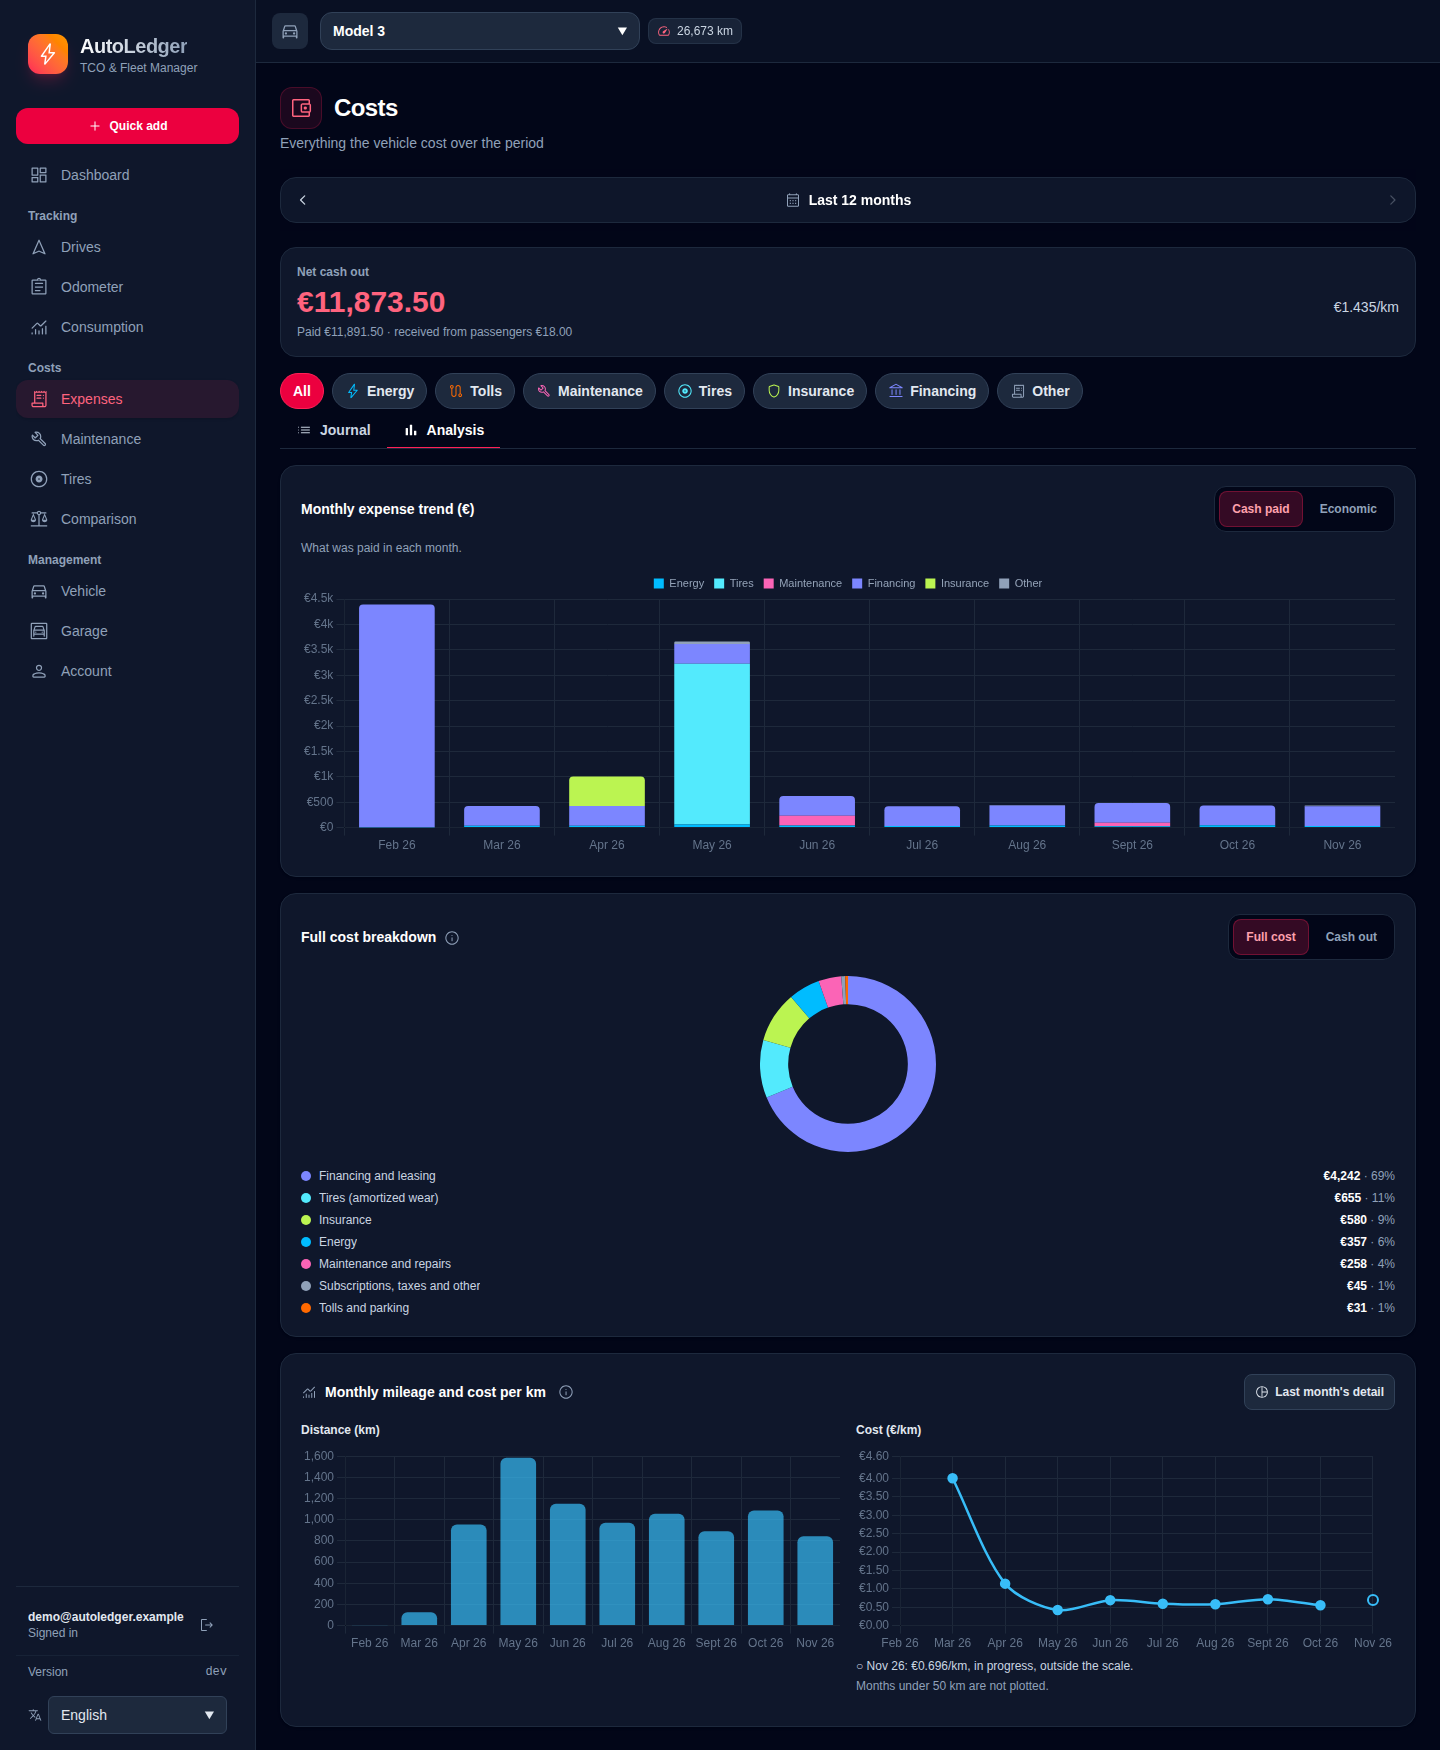 AutoLedger
TCO & Fleet Manager
Quick add
Dashboard
Tracking
Drives
Odometer
Consumption
Costs
Expenses
Maintenance
Tires
Comparison
Management
Vehicle
Garage
Account
demo@autoledger.example
Signed in
Version dev
English
Model 3
26,673 km
Costs
Everything the vehicle cost over the period
Last 12 months
Net cash out
€11,873.50
€1.435/km
Paid €11,891.50 · received from passengers €18.00
All Energy Tolls Maintenance Tires Insurance Financing Other
Journal Analysis
Monthly expense trend (€)
Cash paid Economic
What was paid in each month.
Energy Tires Maintenance Financing Insurance Other
€4.5k
€4k
€3.5k
€3k
€2.5k
€2k
€1.5k
€1k
€500
€0
Feb 26 Mar 26 Apr 26 May 26 Jun 26 Jul 26 Aug 26 Sept 26 Oct 26 Nov 26
Full cost breakdown
Full cost Cash out
Financing and leasing €4,242 · 69%
Tires (amortized wear) €655 · 11%
Insurance €580 · 9%
Energy €357 · 6%
Maintenance and repairs €258 · 4%
Subscriptions, taxes and other €45 · 1%
Tolls and parking €31 · 1%
Monthly mileage and cost per km
Last month's detail
Distance (km)
1,600
1,400
1,200
1,000
800
600
400
200
0
Feb 26 Mar 26 Apr 26 May 26 Jun 26 Jul 26 Aug 26 Sept 26 Oct 26 Nov 26
Cost (€/km)
€4.60
€4.00
€3.50
€3.00
€2.50
€2.00
€1.50
€1.00
€0.50
€0.00
Feb 26 Mar 26 Apr 26 May 26 Jun 26 Jul 26 Aug 26 Sept 26 Oct 26 Nov 26
○ Nov 26: €0.696/km, in progress, outside the scale.
Months under 50 km are not plotted.